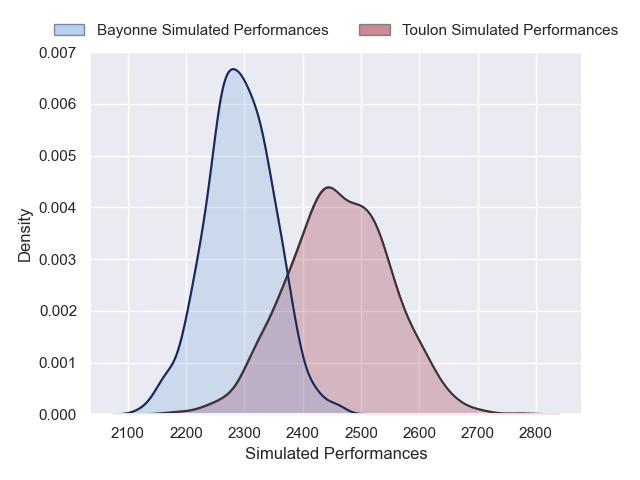 Bayonne Simulated Performances
Toulon Simulated Performances
0.007
0.006
0.005
0.004
0.003
0.002
0.001
0.000
Density
2100 2200 2300 2400 2500 2600 2700 2800
Simulated Performances